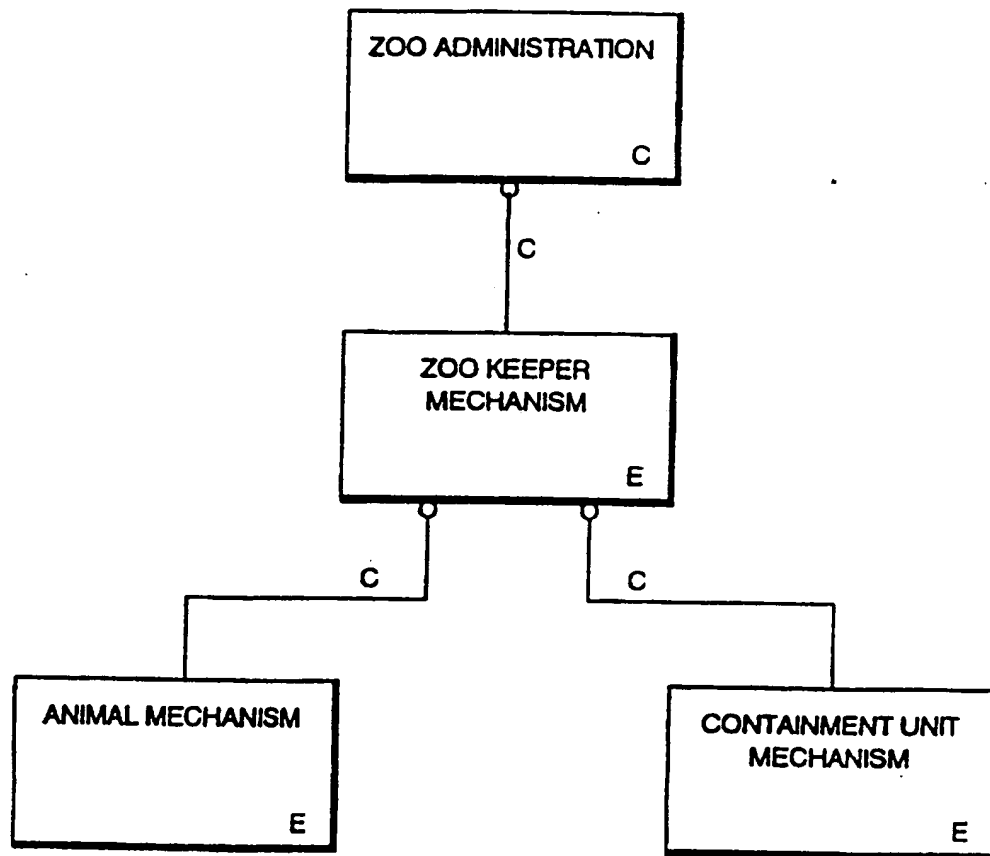 ZOO ADMINISTRATION
C
C
ZOO KEEPER
MECHANISM
E
C
C
ANIMAL MECHANISM
E
CONTAINMENT UNIT
MECHANISM
E